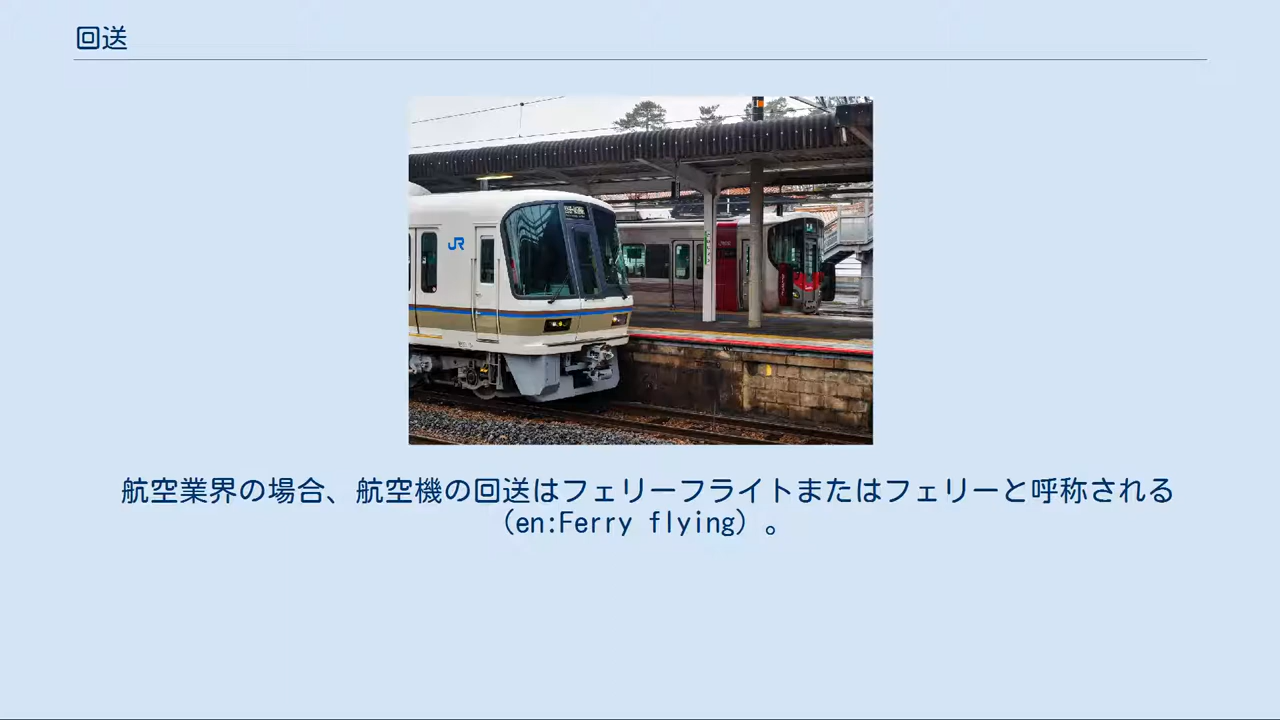 回送
JR
航空業界の場合、航空機の回送はフェリーフライトまたはフェリーと呼称される
（en:Ferry flying）。